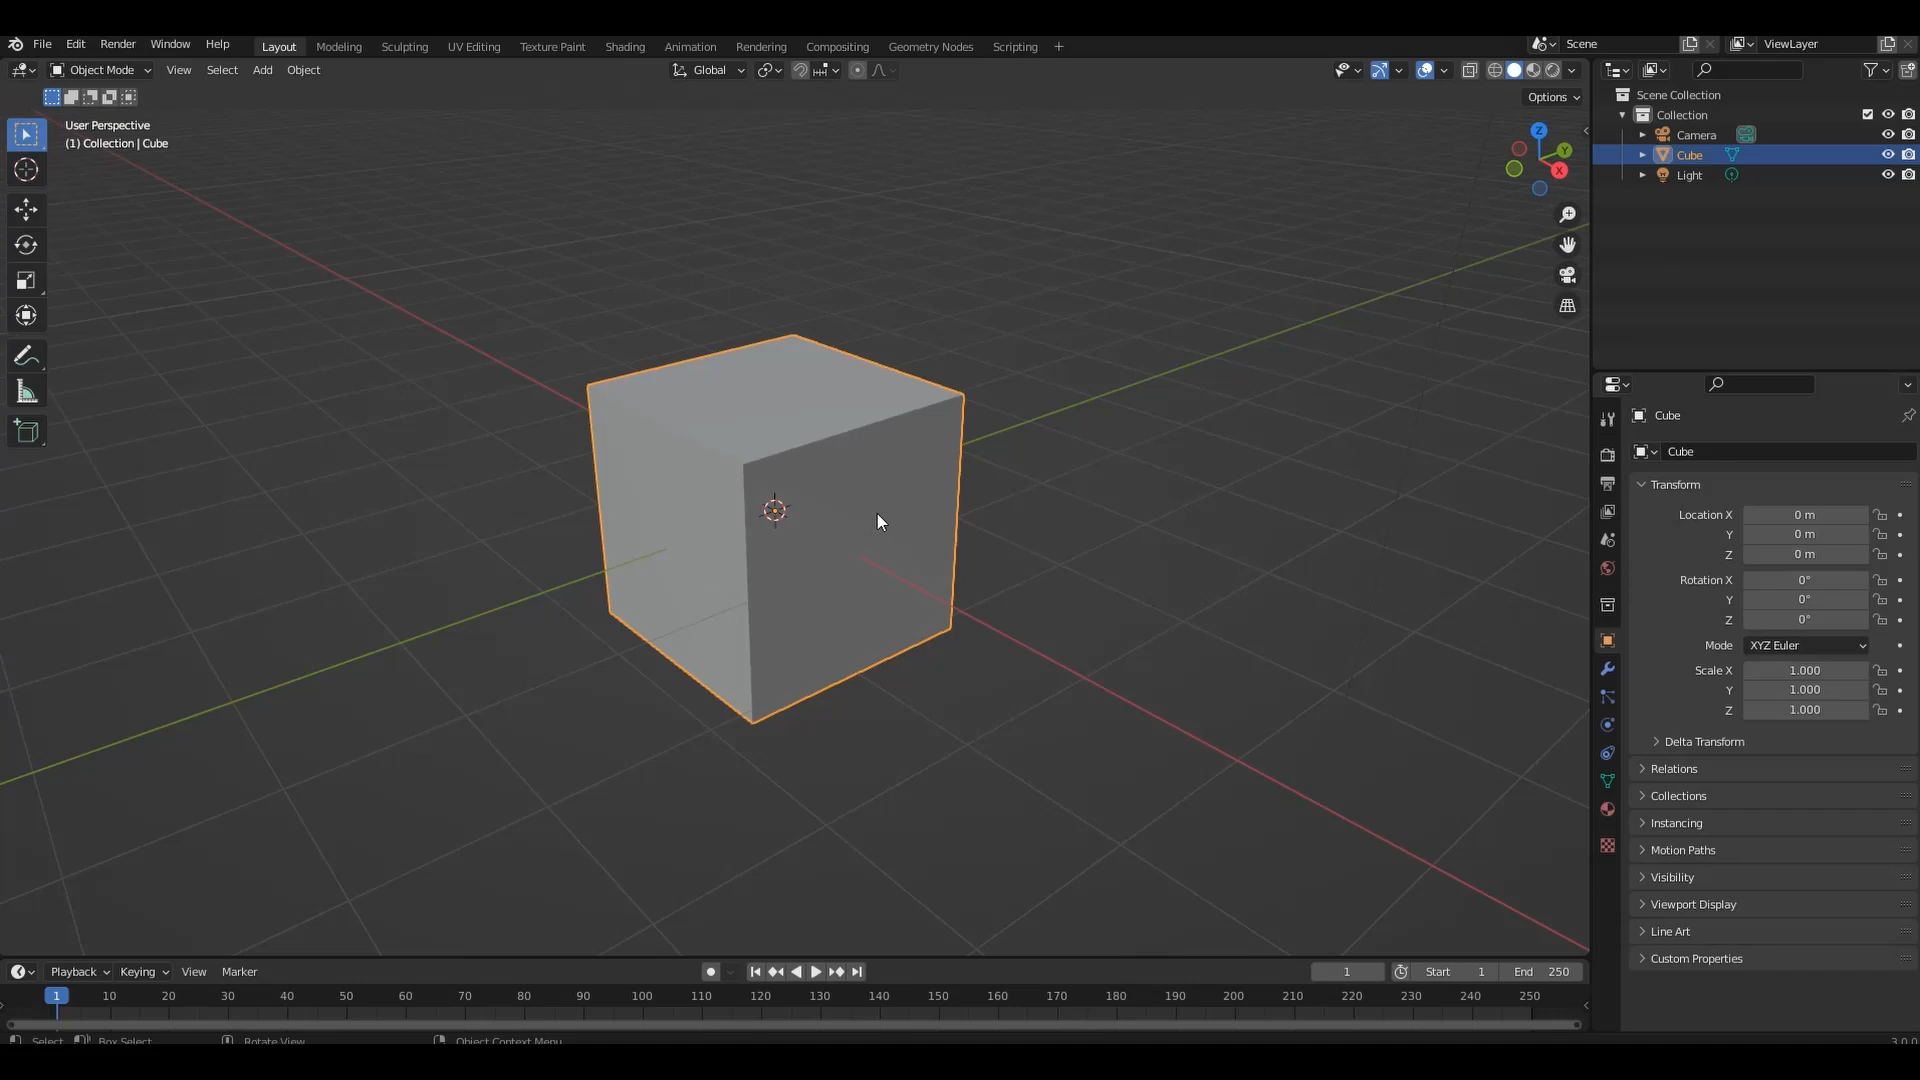 File Edit Render Window Help Layout Modeling Sculpting UV Editing Texture Paint Shading Animation Rendering Compositing Geometry Nodes Scripting + Scene ViewLayer
Object Mode View Select Add Object Global
Options
User Perspective
(1) Collection | Cube
Z
Y
X
Scene Collection
Collection
Camera
Cube
Light
Cube
Cube
Transform
Location X 0 m
Y 0 m
Z 0 m
Rotation X 0°
Y 0°
Z 0°
Mode XYZ Euler
Scale X 1.000
Y 1.000
Z 1.000
Delta Transform
Relations
Collections
Instancing
Motion Paths
Visibility
Viewport Display
Line Art
Custom Properties
Playback Keying View Marker 1 Start 1 End 250
1 10 20 30 40 50 60 70 80 90 100 110 120 130 140 150 160 170 180 190 200 210 220 230 240 250
Select Box Select Rotate View Object Context Menu 3.0.0